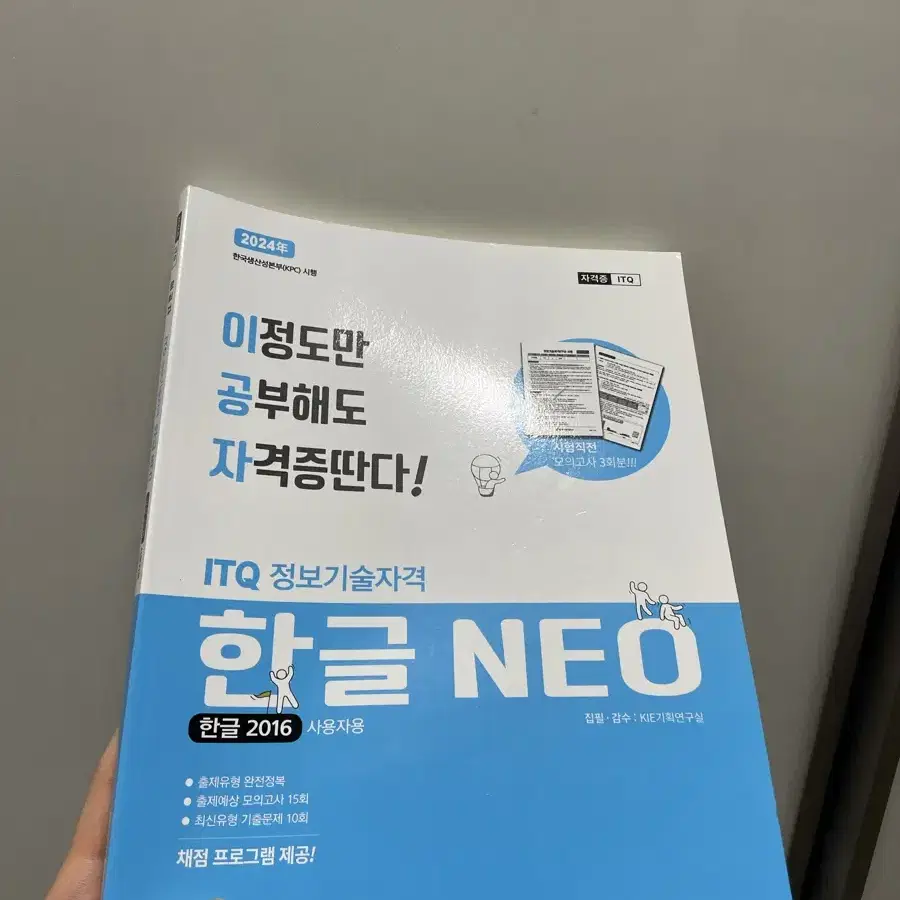 2024年
한국생산성본부(KPC) 시행
자격증 ITQ
이정도만
공부해도
자격증딴다!
시험직전
모의고사 3회분!!!
ITQ 정보기술자격
한글 NEO
한글 2016 사용자용
집필·감수 : KIE기획연구실
● 출제유형 완전정복
● 출제예상 모의고사 15회
● 최신유형 기출문제 10회
채점 프로그램 제공!